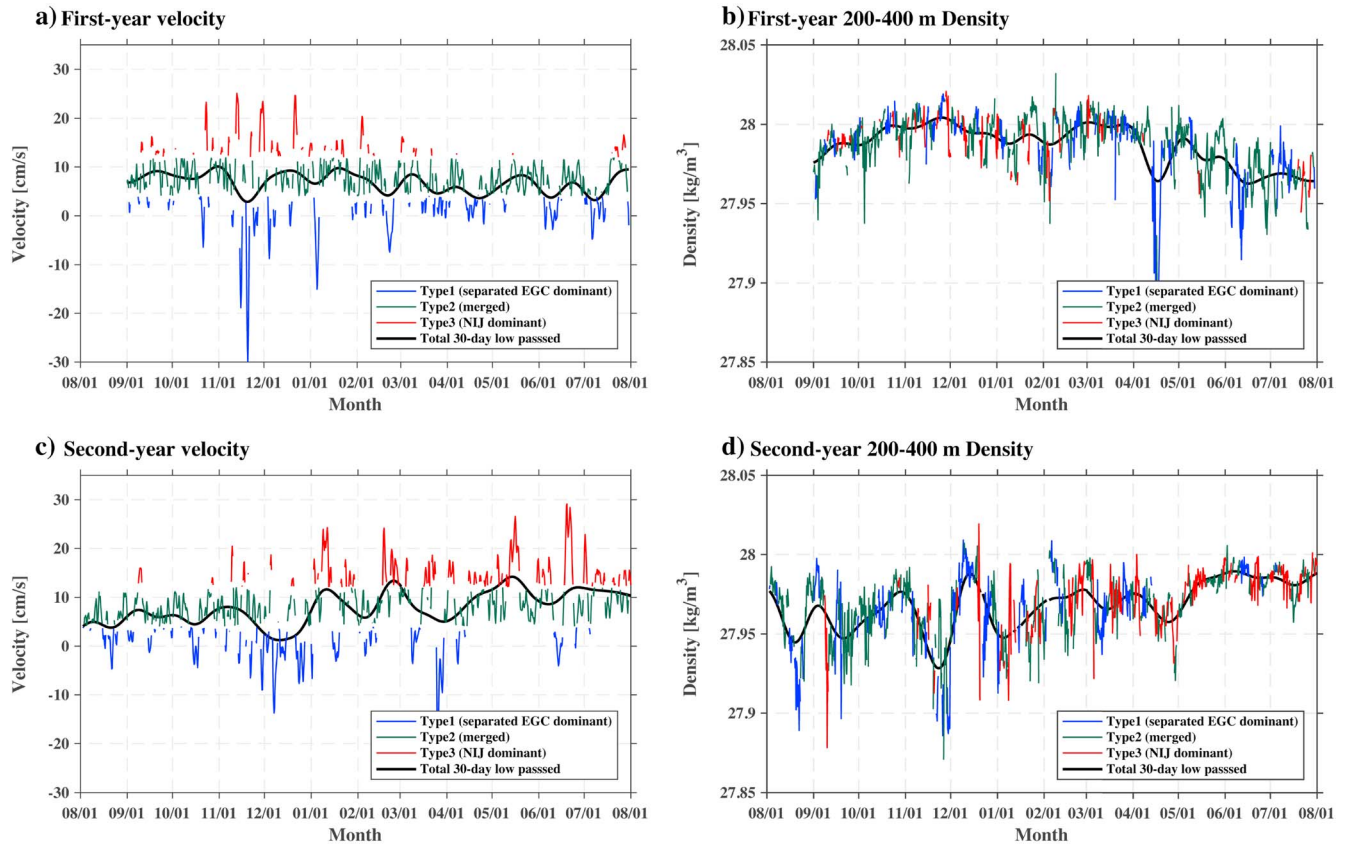 a) First-year velocity
30
20
10
0
-10
-20
-30
Velocity [cm/s]
08/01 09/01 10/01 11/01 12/01 01/01 02/01 03/01 04/01 05/01 06/01 07/01 08/01
Month
Type1 (separated EGC dominant)
Type2 (merged)
Type3 (NIJ dominant)
Total 30-day low passsed
b) First-year 200-400 m Density
28.05
28
27.95
27.9
27.85
Density [kg/m³]
08/01 09/01 10/01 11/01 12/01 01/01 02/01 03/01 04/01 05/01 06/01 07/01 08/01
Month
Type1 (separated EGC dominant)
Type2 (merged)
Type3 (NIJ dominant)
Total 30-day low passsed
c) Second-year velocity
30
20
10
0
-10
-20
-30
Velocity [cm/s]
08/01 09/01 10/01 11/01 12/01 01/01 02/01 03/01 04/01 05/01 06/01 07/01 08/01
Month
Type1 (separated EGC dominant)
Type2 (merged)
Type3 (NIJ dominant)
Total 30-day low passsed
d) Second-year 200-400 m Density
28.05
28
27.95
27.9
27.85
Density [kg/m³]
08/01 09/01 10/01 11/01 12/01 01/01 02/01 03/01 04/01 05/01 06/01 07/01 08/01
Month
Type1 (separated EGC dominant)
Type2 (merged)
Type3 (NIJ dominant)
Total 30-day low passsed